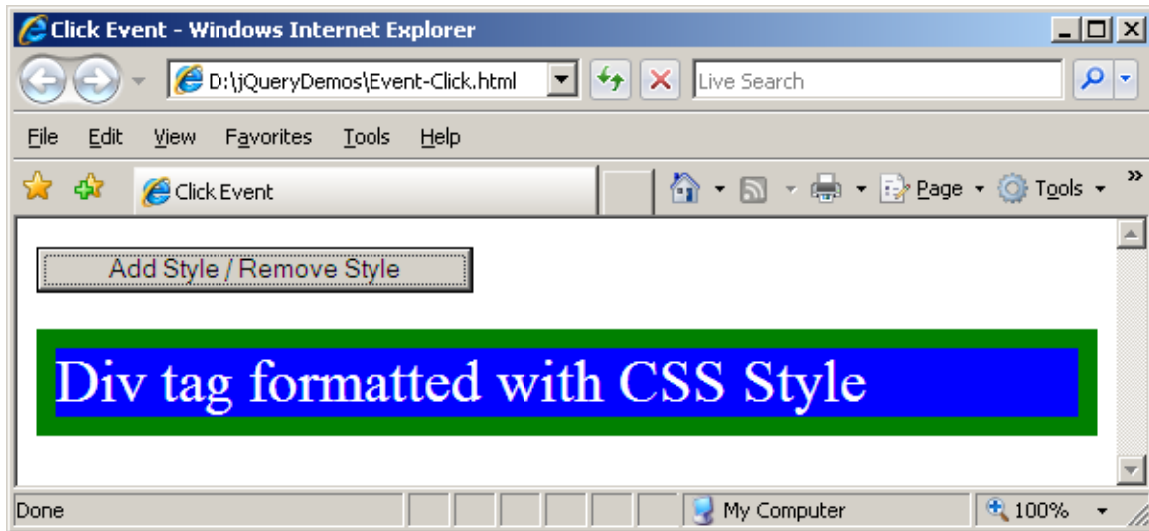 Click Event - Windows Internet Explorer
D:\jQueryDemos\Event-Click.html
Live Search
File Edit View Favorites Tools Help
Click Event
Page Tools »
Add Style / Remove Style
Div tag formatted with CSS Style
Done My Computer 100%